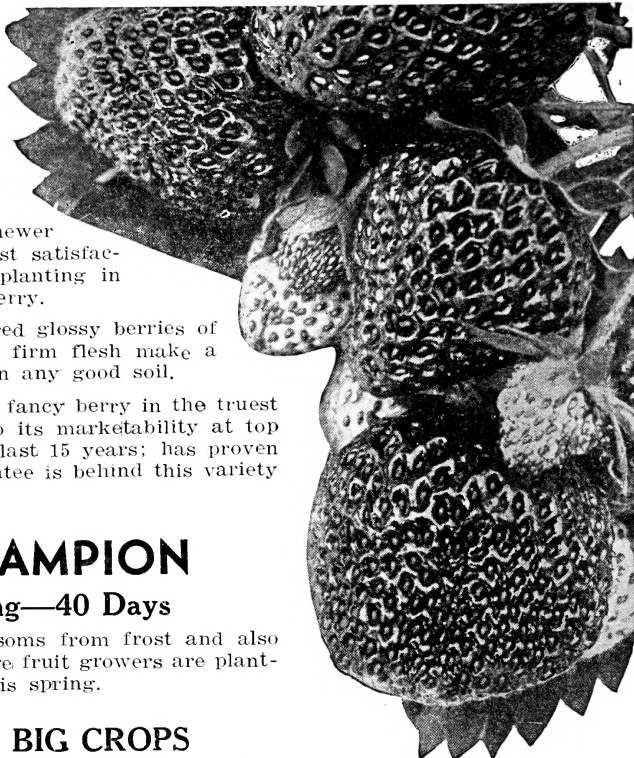 newer
st satisfac-
planting in
erry.
red glossy berries of
firm flesh make a
n any good soil.
fancy berry in the truest
o its marketability at top
last 15 years; has proven
tee is behind this variety
AMPION
ng—40 Days
soms from frost and also
re fruit growers are plant-
is spring.
BIG CROPS